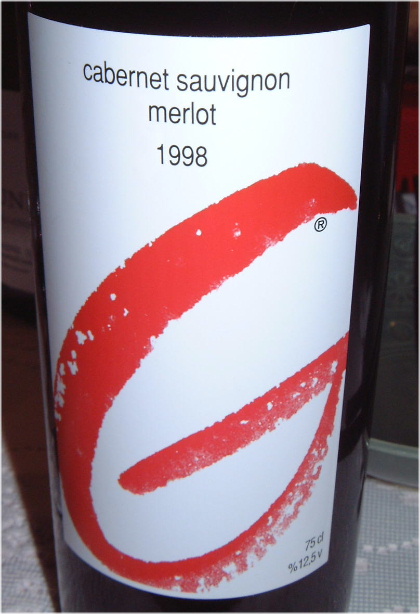 cabernet sauvignon
merlot
1998
®
75 cl
%12,5 v